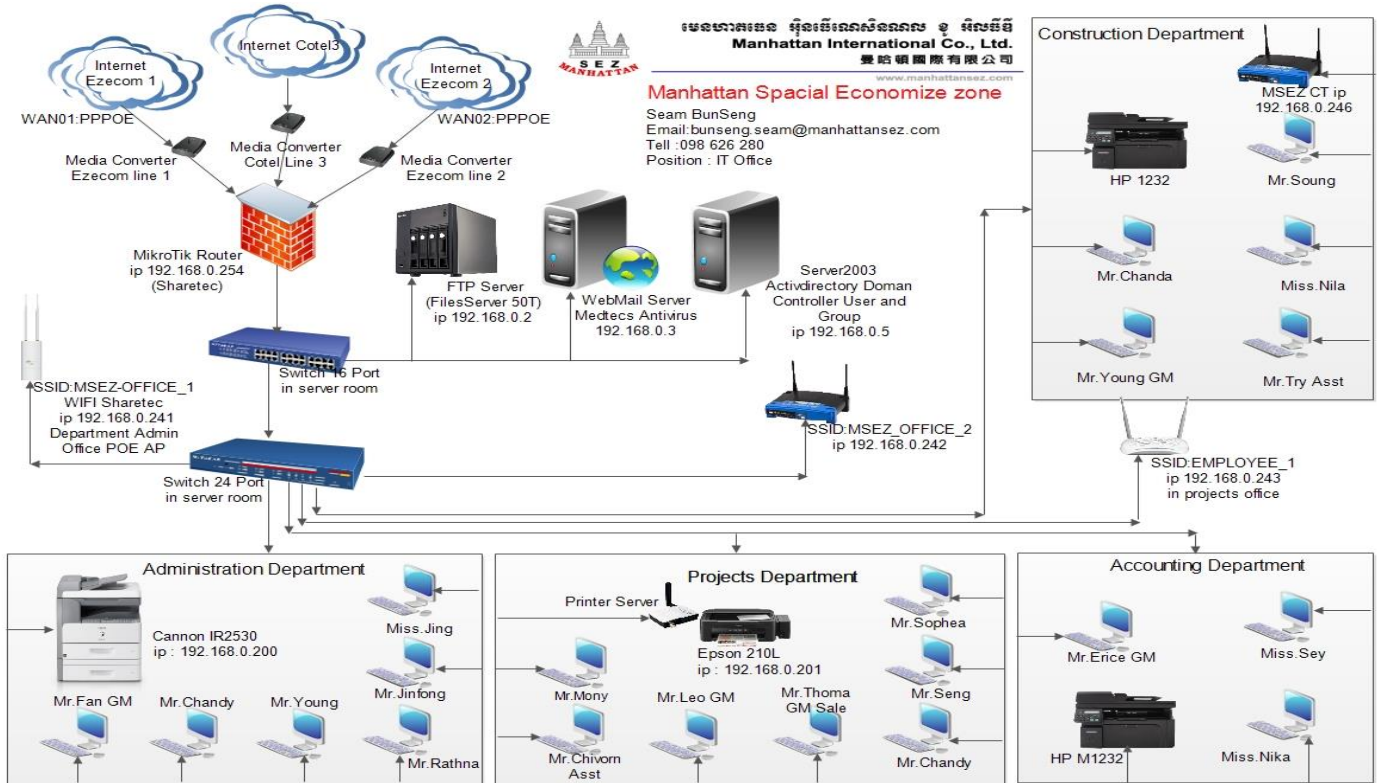 Internet
Ezecom 1
Internet Cotel3
Internet
Ezecom 2
WAN01:PPPOE
WAN02:PPPOE
Media Converter
Ezecom line 1
Media Converter
Cotel Line 3
Media Converter
Ezecom line 2
S E Z
MANHATTAN
Manhattan International Co., Ltd.
曼哈頓國際有限公司
www.manhattansez.com
Manhattan Spacial Economize zone
Seam BunSeng
Email:bunseng.seam@manhattansez.com
Tell :098 626 280
Position : IT Office
MikroTik Router
ip 192.168.0.254
(Sharetec)
FTP Server
(FilesServer 50T)
ip 192.168.0.2
WebMail Server
Medtecs Antivirus
192.168.0.3
Server2003
Activdirectory Doman
Controller User and
Group
ip 192.168.0.5
Switch 16 Port
in server room
SSID:MSEZ-OFFICE_1
WIFI Sharetec
ip 192.168.0.241
Department Admin
Office POE AP
SSID:MSEZ_OFFICE_2
ip 192.168.0.242
Switch 24 Port
in server room
Construction Department
MSEZ CT ip
192.168.0.246
HP 1232
Mr.Soung
Mr.Chanda
Miss.Nila
Mr.Young GM
Mr.Try Asst
SSID:EMPLOYEE_1
ip 192.168.0.243
in projects office
Administration Department
Cannon IR2530
ip : 192.168.0.200
Miss.Jing
Mr.Jinfong
Mr.Fan GM
Mr.Chandy
Mr.Young
Mr.Rathna
Projects Department
Printer Server
Epson 210L
ip : 192.168.0.201
Mr.Sophea
Mr.Mony
Mr.Leo GM
Mr.Thoma
GM Sale
Mr.Seng
Mr.Chivorn
Asst
Mr.Chandy
Accounting Department
Mr.Erice GM
Miss.Sey
HP M1232
Miss.Nika